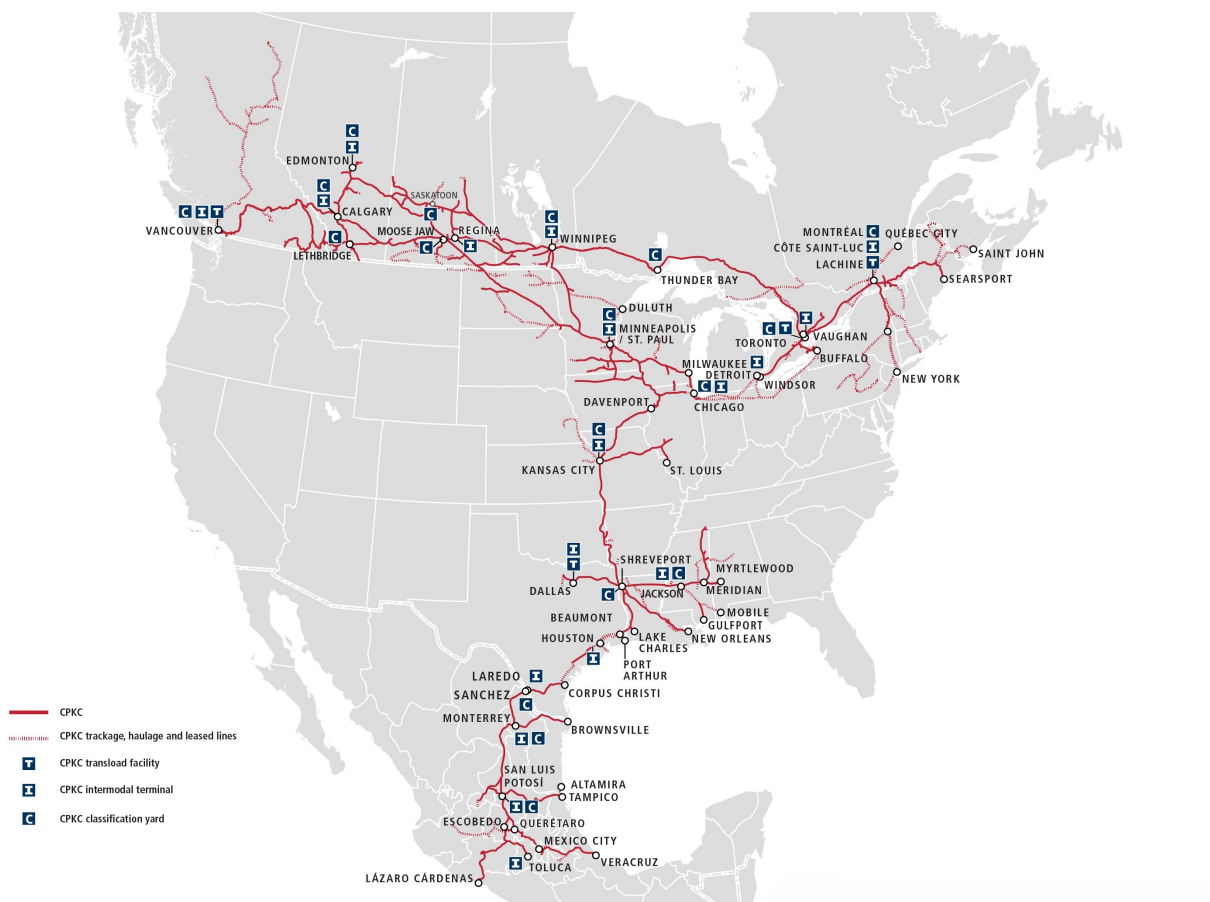 C
I
EDMONTON
C
I
SASKATOON
C I T
CALGARY
C
VANCOUVER
C
MOOSE JAW
REGINA
C
I
LETHBRIDGE
C
I
WINNIPEG
C
THUNDER BAY
MONTRÉAL C
QUÉBEC CITY
CÔTE SAINT-LUC I
LACHINE T
SAINT JOHN
SEARSPORT
DULUTH
C
I
MINNEAPOLIS
/ ST. PAUL
I
C T
TORONTO
VAUGHAN
BUFFALO
MILWAUKEE I
DETROIT
WINDSOR
C I
NEW YORK
DAVENPORT
CHICAGO
C
I
KANSAS CITY
ST. LOUIS
I
T
DALLAS
SHREVEPORT
I C
C
JACKSON
MYRTLEWOOD
MERIDIAN
BEAUMONT
MOBILE
GULFPORT
HOUSTON
I
LAKE
CHARLES
NEW ORLEANS
PORT
ARTHUR
LAREDO I
SANCHEZ
C
CORPUS CHRISTI
MONTERREY
I C
BROWNSVILLE
SAN LUIS
POTOSÍ
ALTAMIRA
TAMPICO
I C
ESCOBEDO
QUERÉTARO
MEXICO CITY
I
TOLUCA
VERACRUZ
LÁZARO CÁRDENAS
CPKC
CPKC trackage, haulage and leased lines
T CPKC transload facility
I CPKC intermodal terminal
C CPKC classification yard